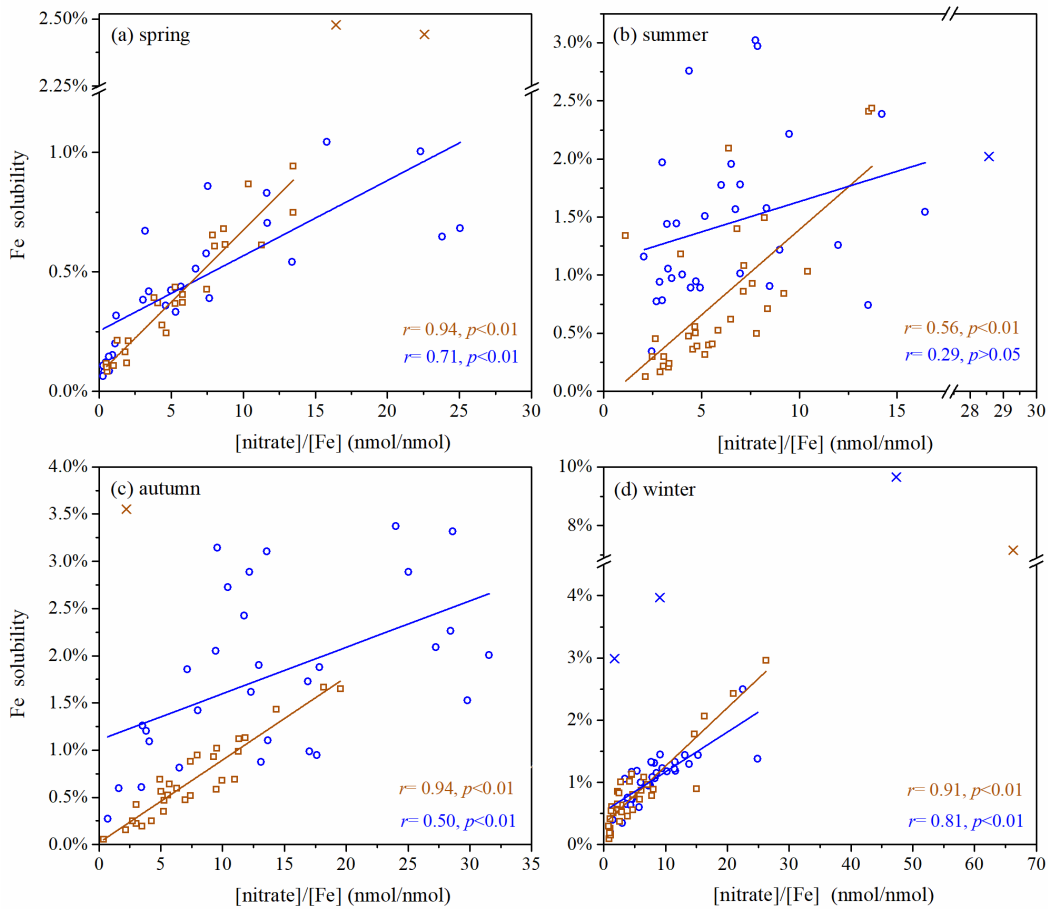 (a) spring
2.50%
2.25%
1.0%
0.5%
0.0%
Fe solubility
r= 0.94, p<0.01
r= 0.71, p<0.01
0 5 10 15 20 25 30
[nitrate]/[Fe] (nmol/nmol)
(b) summer
3.0%
2.5%
2.0%
1.5%
1.0%
0.5%
0.0%
r= 0.56, p<0.01
r= 0.29, p>0.05
0 5 10 15 28 29 30
[nitrate]/[Fe] (nmol/nmol)
(c) autumn
4.0%
3.5%
3.0%
2.5%
2.0%
1.5%
1.0%
0.5%
0.0%
Fe solubility
r= 0.94, p<0.01
r= 0.50, p<0.01
0 5 10 15 20 25 30 35
[nitrate]/[Fe] (nmol/nmol)
(d) winter
10%
8%
6%
4%
3%
2%
1%
0%
r= 0.91, p<0.01
r= 0.81, p<0.01
0 10 20 30 40 50 60 70
[nitrate]/[Fe] (nmol/nmol)